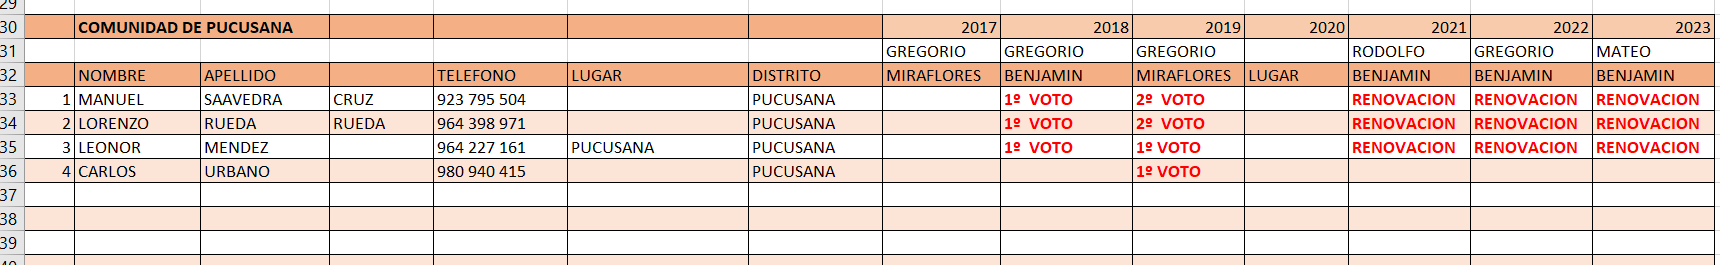 29
30 COMUNIDAD DE PUCUSANA 2017 2018 2019 2020 2021 2022 2023
31 GREGORIO GREGORIO GREGORIO RODOLFO GREGORIO MATEO
32 NOMBRE APELLIDO TELEFONO LUGAR DISTRITO MIRAFLORES BENJAMIN MIRAFLORES LUGAR BENJAMIN BENJAMIN BENJAMIN
33 1 MANUEL SAAVEDRA CRUZ 923 795 504 PUCUSANA 1º VOTO 2º VOTO RENOVACION RENOVACION RENOVACION
34 2 LORENZO RUEDA RUEDA 964 398 971 PUCUSANA 1º VOTO 2º VOTO RENOVACION RENOVACION RENOVACION
35 3 LEONOR MENDEZ 964 227 161 PUCUSANA PUCUSANA 1º VOTO 1º VOTO RENOVACION RENOVACION RENOVACION
36 4 CARLOS URBANO 980 940 415 PUCUSANA 1º VOTO
37
38
39
40